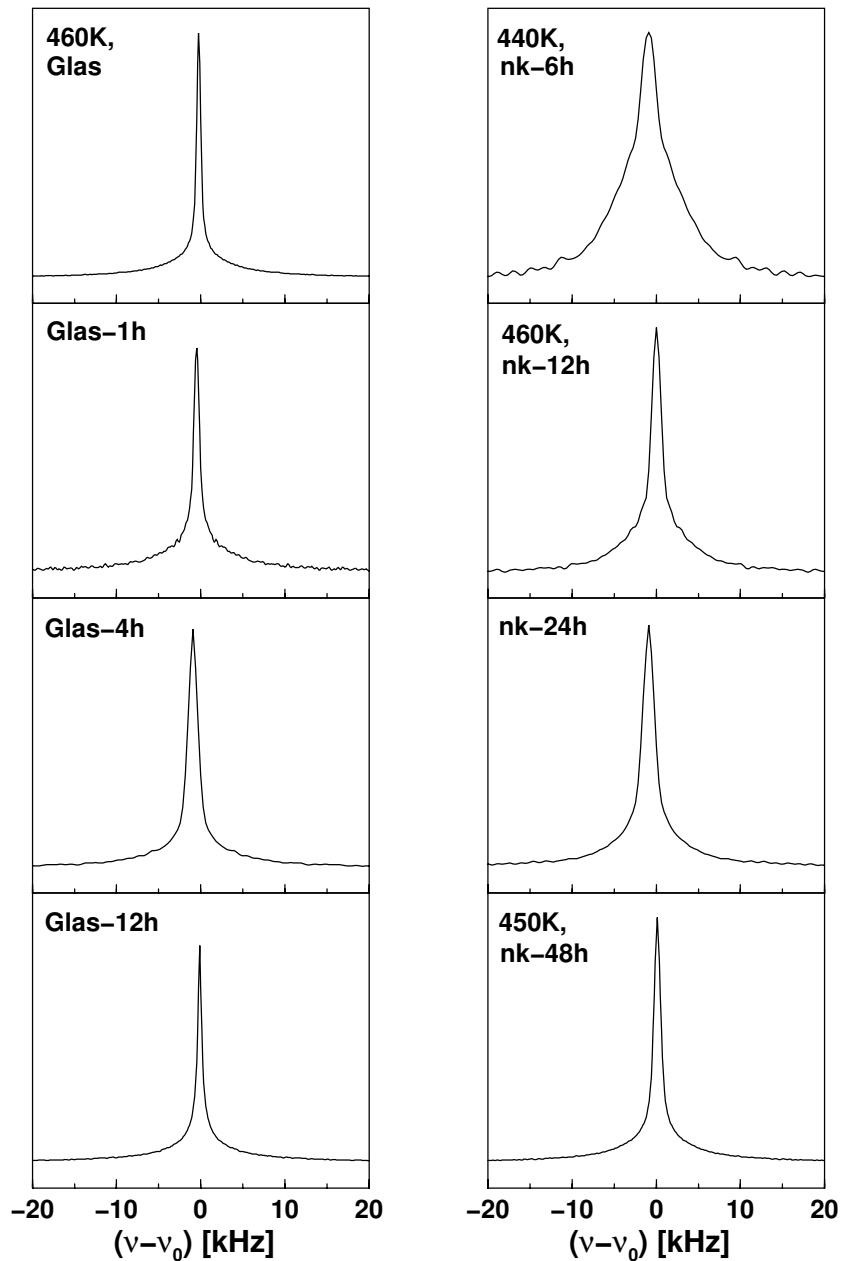 460K,
Glas
Glas−1h
Glas−4h
Glas−12h
−20 −10 0 10 20
(ν−ν0) [kHz]
440K,
nk−6h
460K,
nk−12h
nk−24h
450K,
nk−48h
−20 −10 0 10 20
(ν−ν0) [kHz]